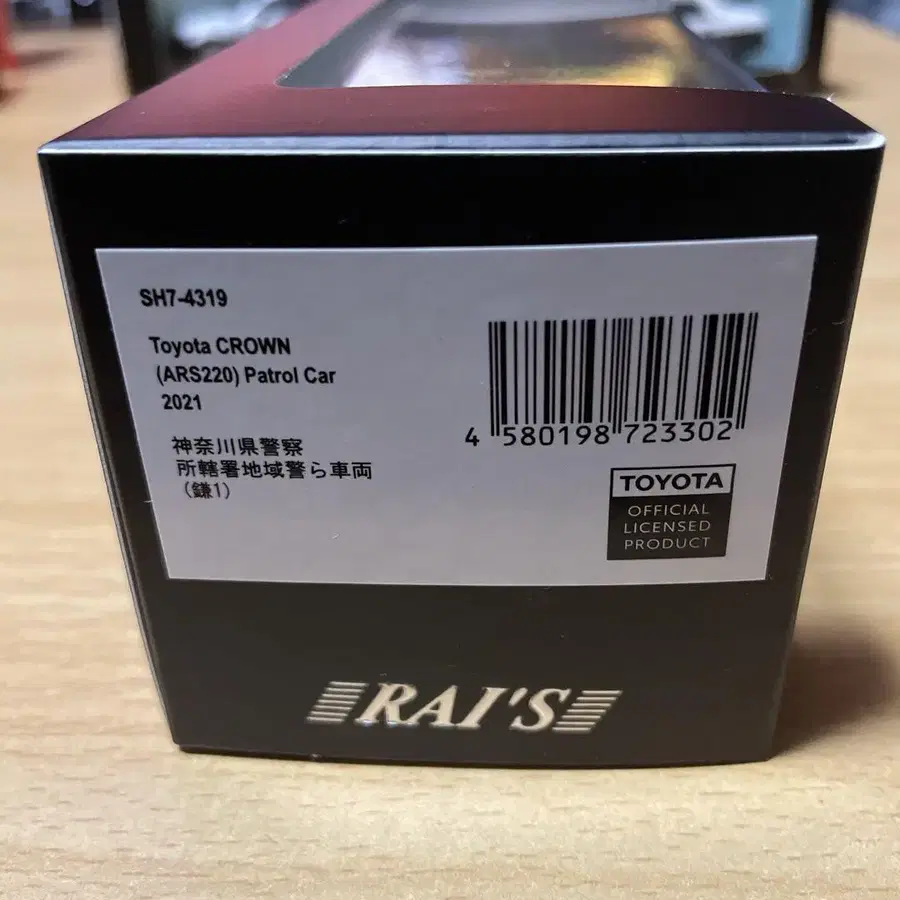 SH7-4319
Toyota CROWN
(ARS220) Patrol Car
2021
神奈川県警察
所轄署地域警ら車両
(鎌1)
4 580198 723302
TOYOTA
OFFICIAL
LICENSED
PRODUCT
RAI'S